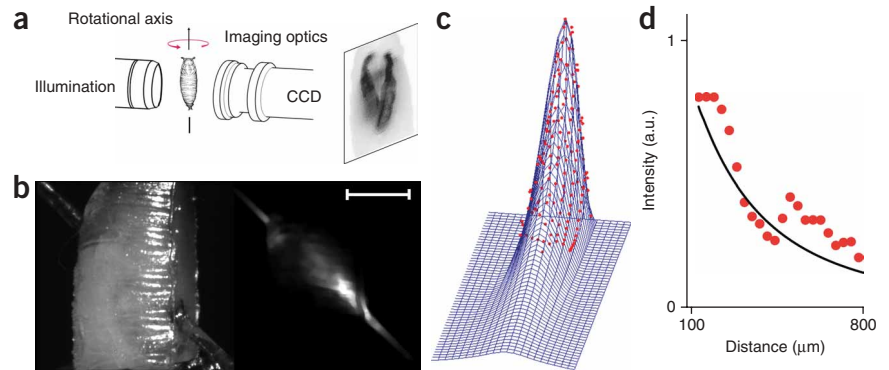 a
Rotational axis
Imaging optics
Illumination
CCD
b
c
d
1
Intensity (a.u.)
0
100
800
Distance (μm)